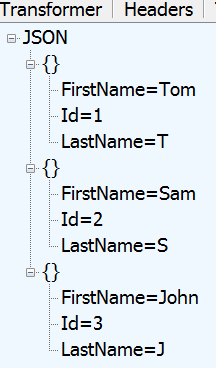 Transformer Headers
JSON
{}
FirstName=Tom
Id=1
LastName=T
{}
FirstName=Sam
Id=2
LastName=S
{}
FirstName=John
Id=3
LastName=J